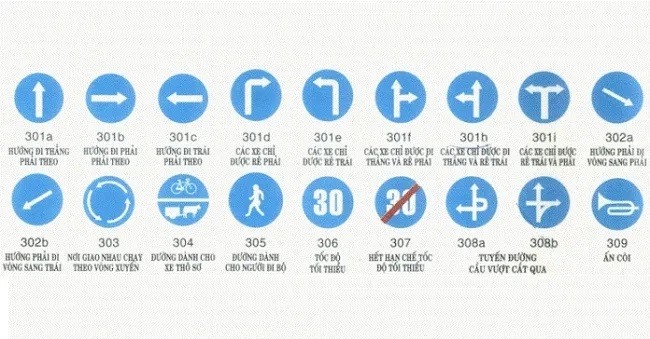 301a
HƯỚNG ĐI THẲNG
PHẢI THEO
301b
HƯỚNG ĐI PHẢI
PHẢI THEO
301c
HƯỚNG ĐI TRÁI
PHẢI THEO
301d
CÁC XE CHỈ
ĐƯỢC RẼ PHẢI
301e
CÁC XE CHỈ
ĐƯỢC RẼ TRÁI
301f
CÁC XE CHỈ ĐƯỢC ĐI
THẲNG VÀ RẼ PHẢI
301h
CÁC XE CHỈ ĐƯỢC ĐI
THẲNG VÀ RẼ TRÁI
301i
CÁC XE CHỈ ĐƯỢC
RẼ TRÁI VÀ PHẢI
302a
HƯỚNG PHẢI ĐI
VÒNG SANG PHẢI
302b
HƯỚNG PHẢI ĐI
VÒNG SANG TRÁI
303
NƠI GIAO NHAU CHẠY
THEO VÒNG XUYẾN
304
ĐƯỜNG DÀNH CHO
XE THÔ SƠ
305
ĐƯỜNG DÀNH
CHO NGƯỜI ĐI BỘ
30
306
TỐC ĐỘ
TỐI THIỂU
30
307
HẾT HẠN CHẾ TỐC
ĐỘ TỐI THIỂU
308a
308b
TUYẾN ĐƯỜNG
CẦU VƯỢT CẮT QUA
309
ẤN CÒI